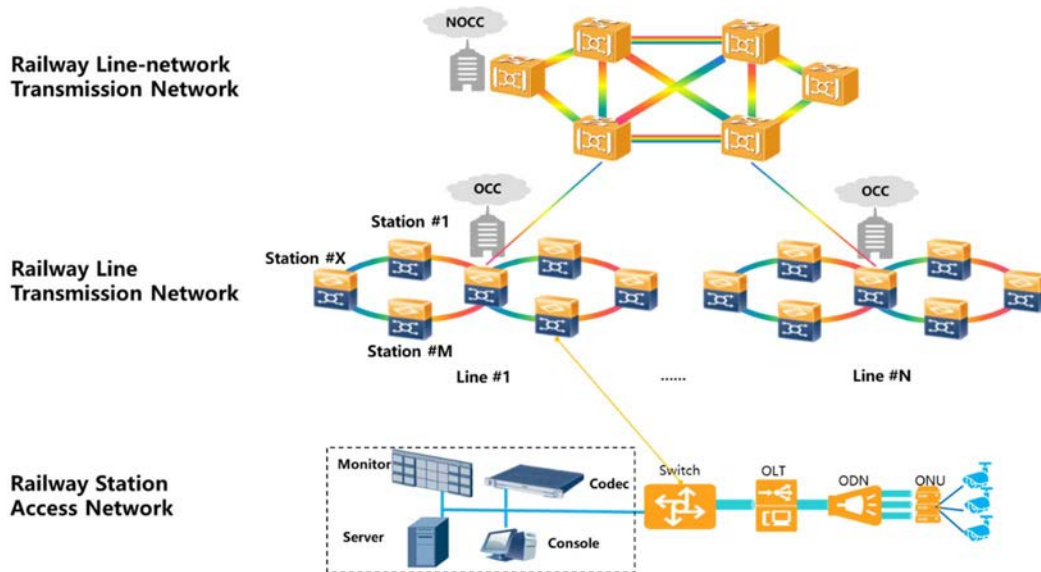 NOCC
Railway Line-network
Transmission Network
OCC
OCC
Station #1
Station #X
Railway Line
Transmission Network
Station #M
Line #1
......
Line #N
Monitor
Codec
Switch
OLT
ODN
ONU
Railway Station
Access Network
Server
Console